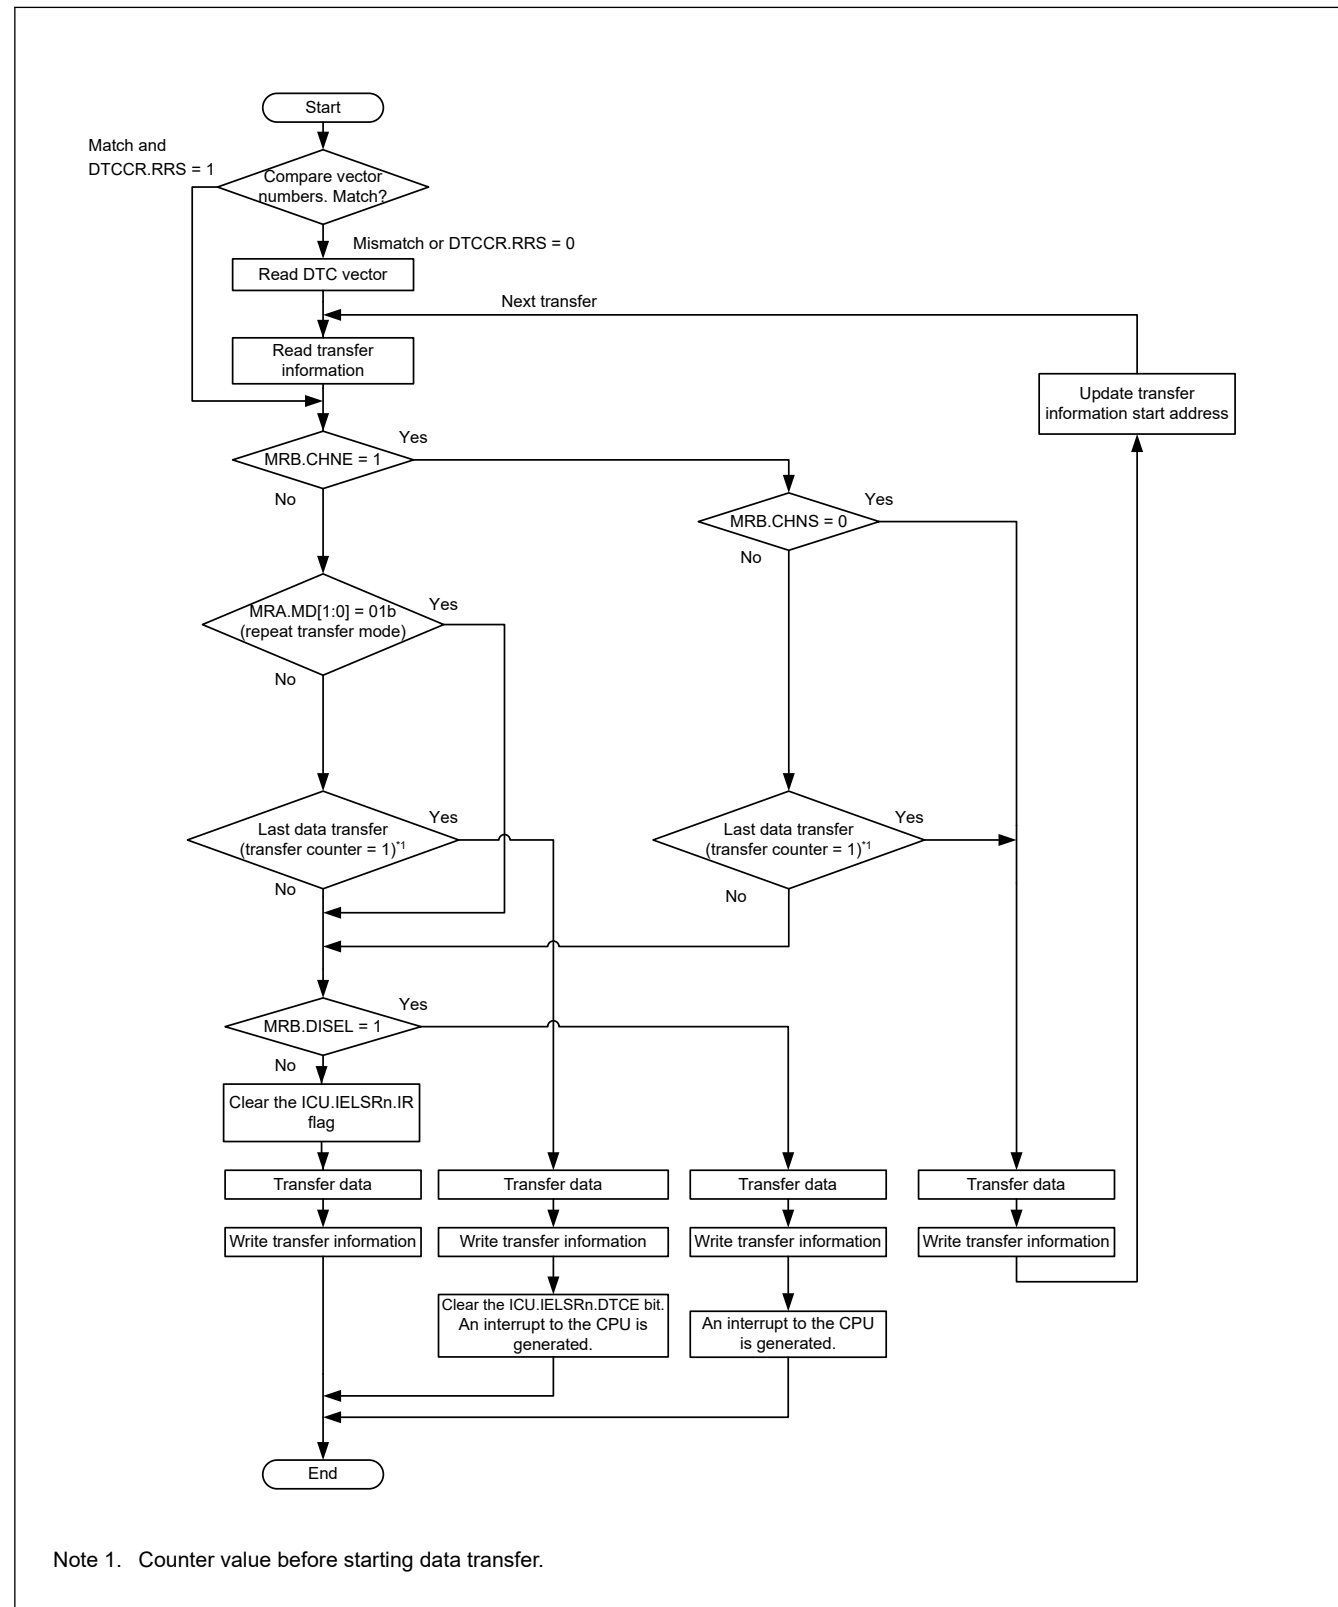 Start
Match and
DTCCR.RRS = 1
Compare vector
numbers. Match?
Mismatch or DTCCR.RRS = 0
Read DTC vector
Next transfer
Read transfer
information
Update transfer
information start address
MRB.CHNE = 1
Yes
No
MRB.CHNS = 0
Yes
No
MRA.MD[1:0] = 01b
(repeat transfer mode)
Yes
No
Last data transfer
(transfer counter = 1)*1
Yes
No
Last data transfer
(transfer counter = 1)*1
Yes
No
MRB.DISEL = 1
Yes
No
Clear the ICU.IELSRn.IR
flag
Transfer data
Transfer data
Transfer data
Transfer data
Write transfer information
Write transfer information
Write transfer information
Write transfer information
Clear the ICU.IELSRn.DTCE bit.
An interrupt to the CPU is
generated.
An interrupt to the CPU
is generated.
End
Note 1. Counter value before starting data transfer.